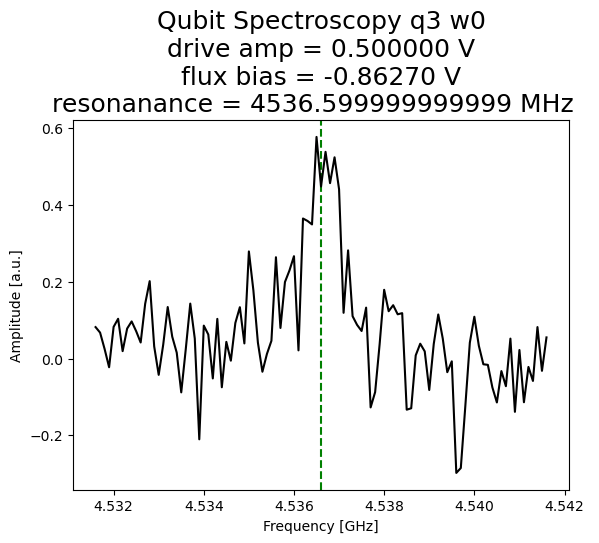 Qubit Spectroscopy q3 w0
drive amp = 0.500000 V
flux bias = -0.86270 V
resonanance = 4536.599999999999 MHz
0.6
0.4
0.2
0.0
−0.2
Amplitude [a.u.]
4.532 4.534 4.536 4.538 4.540 4.542
Frequency [GHz]